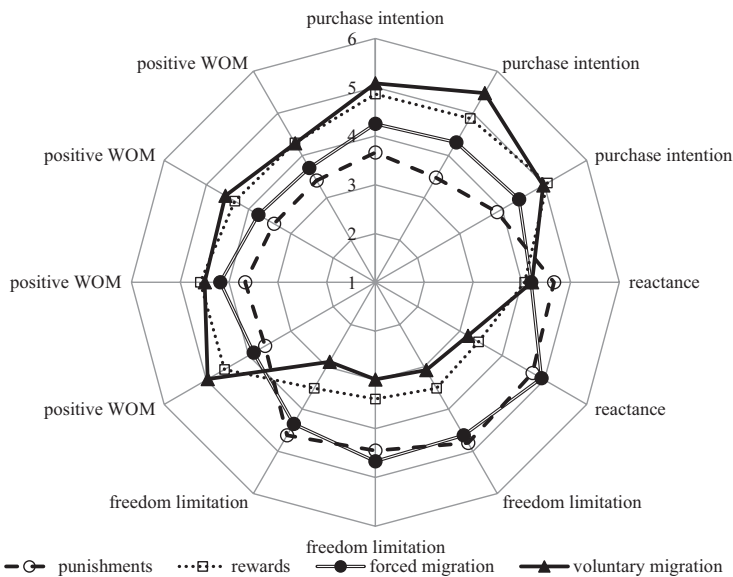 purchase intention
6
positive WOM
purchase intention
5
4
positive WOM
purchase intention
3
2
positive WOM
1
reactance
positive WOM
reactance
freedom limitation
freedom limitation
freedom limitation
punishments rewards forced migration voluntary migration